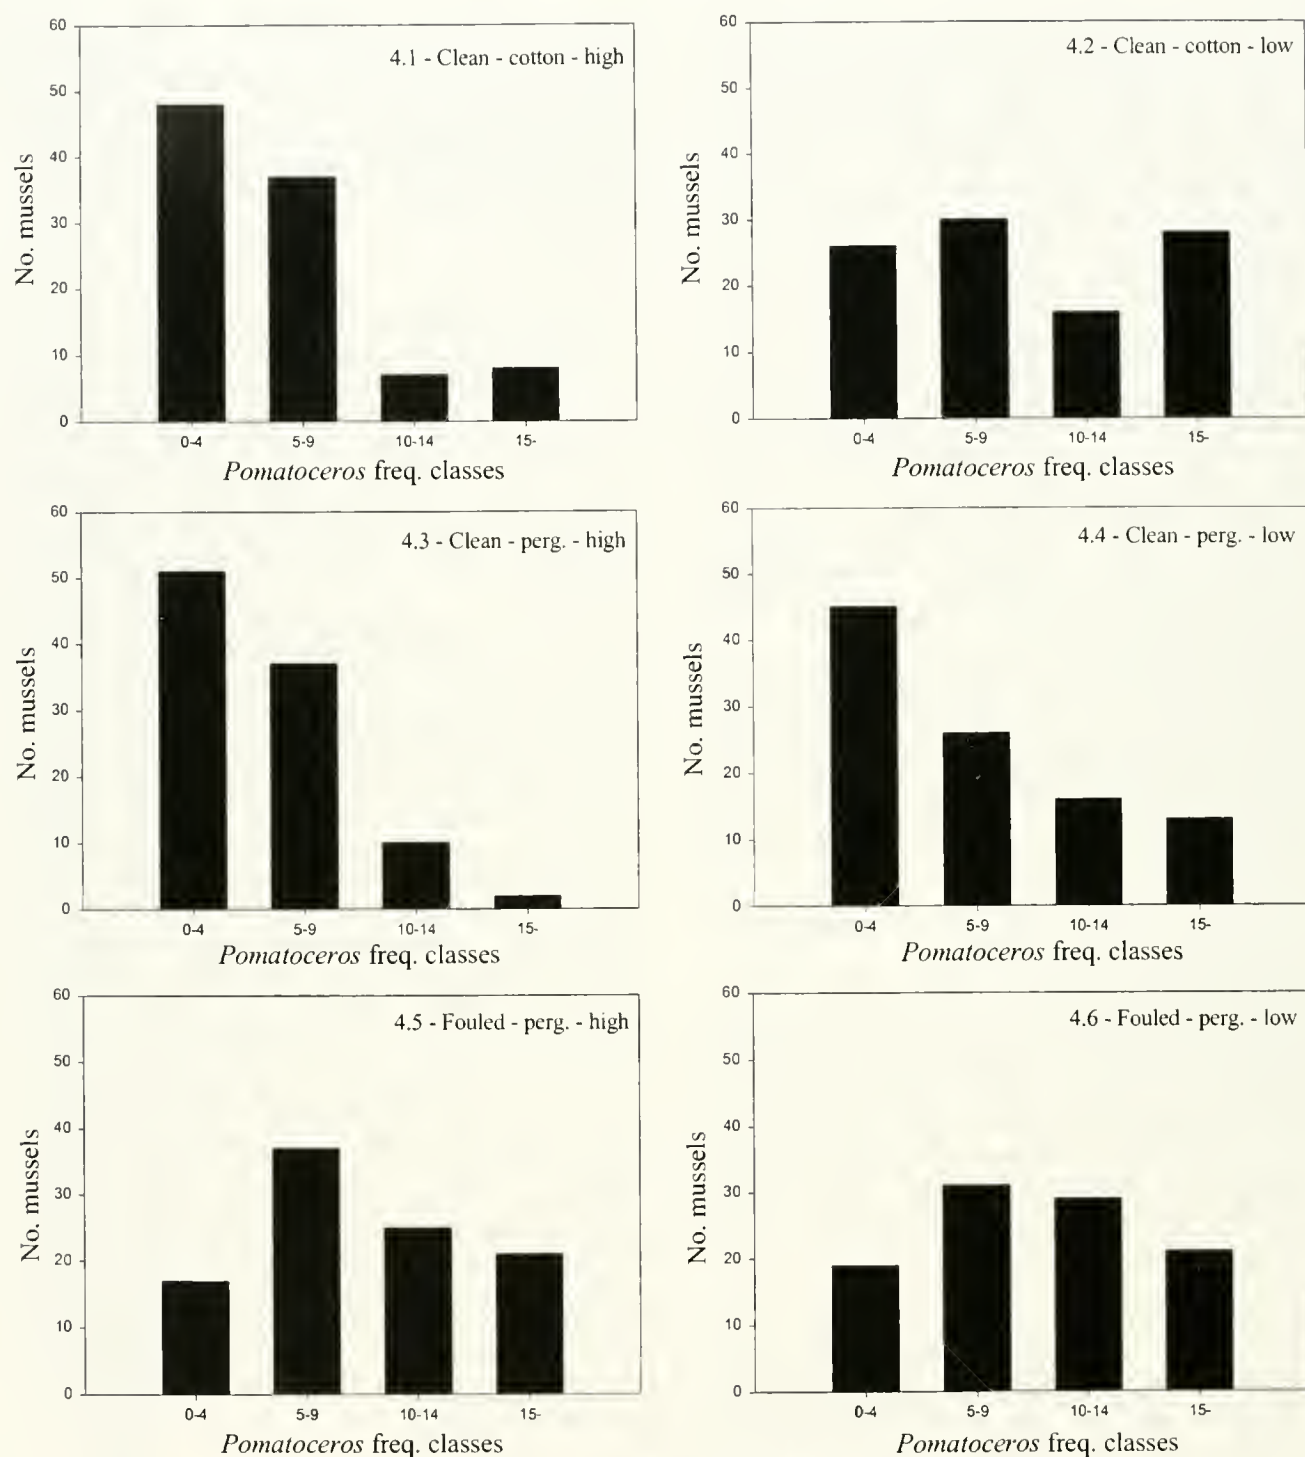 4.1 - Clean - cotton - high
No. mussels
60
50
40
30
20
10
0
0-4 5-9 10-14 15-
Pomatoceros freq. classes
4.2 - Clean - cotton - low
No. mussels
60
50
40
30
20
10
0
0-4 5-9 10-14 15-
Pomatoceros freq. classes
4.3 - Clean - perg. - high
No. mussels
60
50
40
30
20
10
0
0-4 5-9 10-14 15-
Pomatoceros freq. classes
4.4 - Clean - perg. - low
No. mussels
60
50
40
30
20
10
0
0-4 5-9 10-14 15-
Pomatoceros freq. classes
4.5 - Fouled - perg. - high
No. mussels
60
50
40
30
20
10
0
0-4 5-9 10-14 15-
Pomatoceros freq. classes
4.6 - Fouled - perg. - low
No. mussels
60
50
40
30
20
10
0
0-4 5-9 10-14 15-
Pomatoceros freq. classes